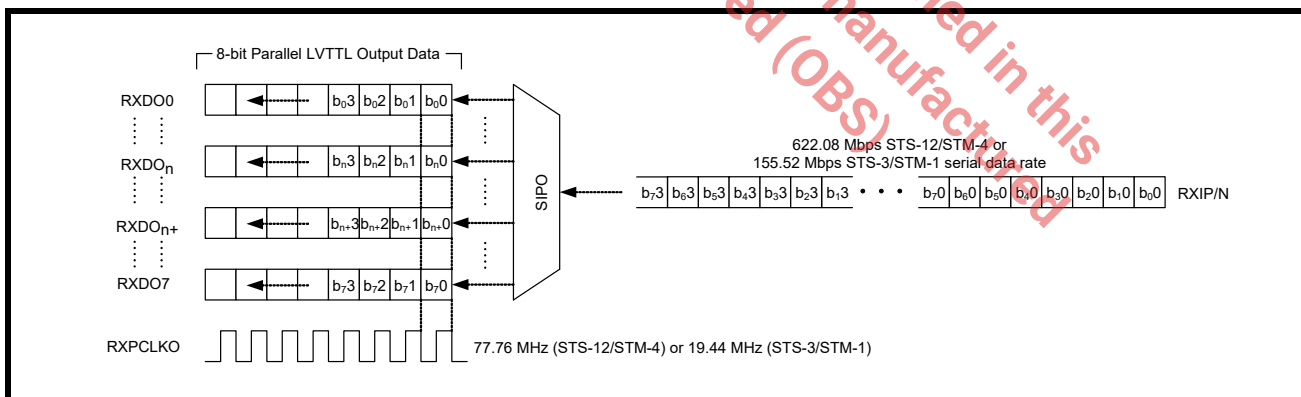 8-bit Parallel LVTTL Output Data
RXDO0
b03 b02 b01 b00
RXDOn
bn3 bn2 bn1 bn0
RXDOn+
bn+3 bn+2 bn+1 bn+0
RXDO7
b73 b72 b71 b70
RXPCLKO
77.76 MHz (STS-12/STM-4) or 19.44 MHz (STS-3/STM-1)
SIPO
622.08 Mbps STS-12/STM-4 or
155.52 Mbps STS-3/STM-1 serial data rate
b73 b63 b53 b43 b33 b23 b13 • • • b70 b60 b50 b40 b30 b20 b10 b00
RXIP/N
ned in this
manufactured
ed (OBS)